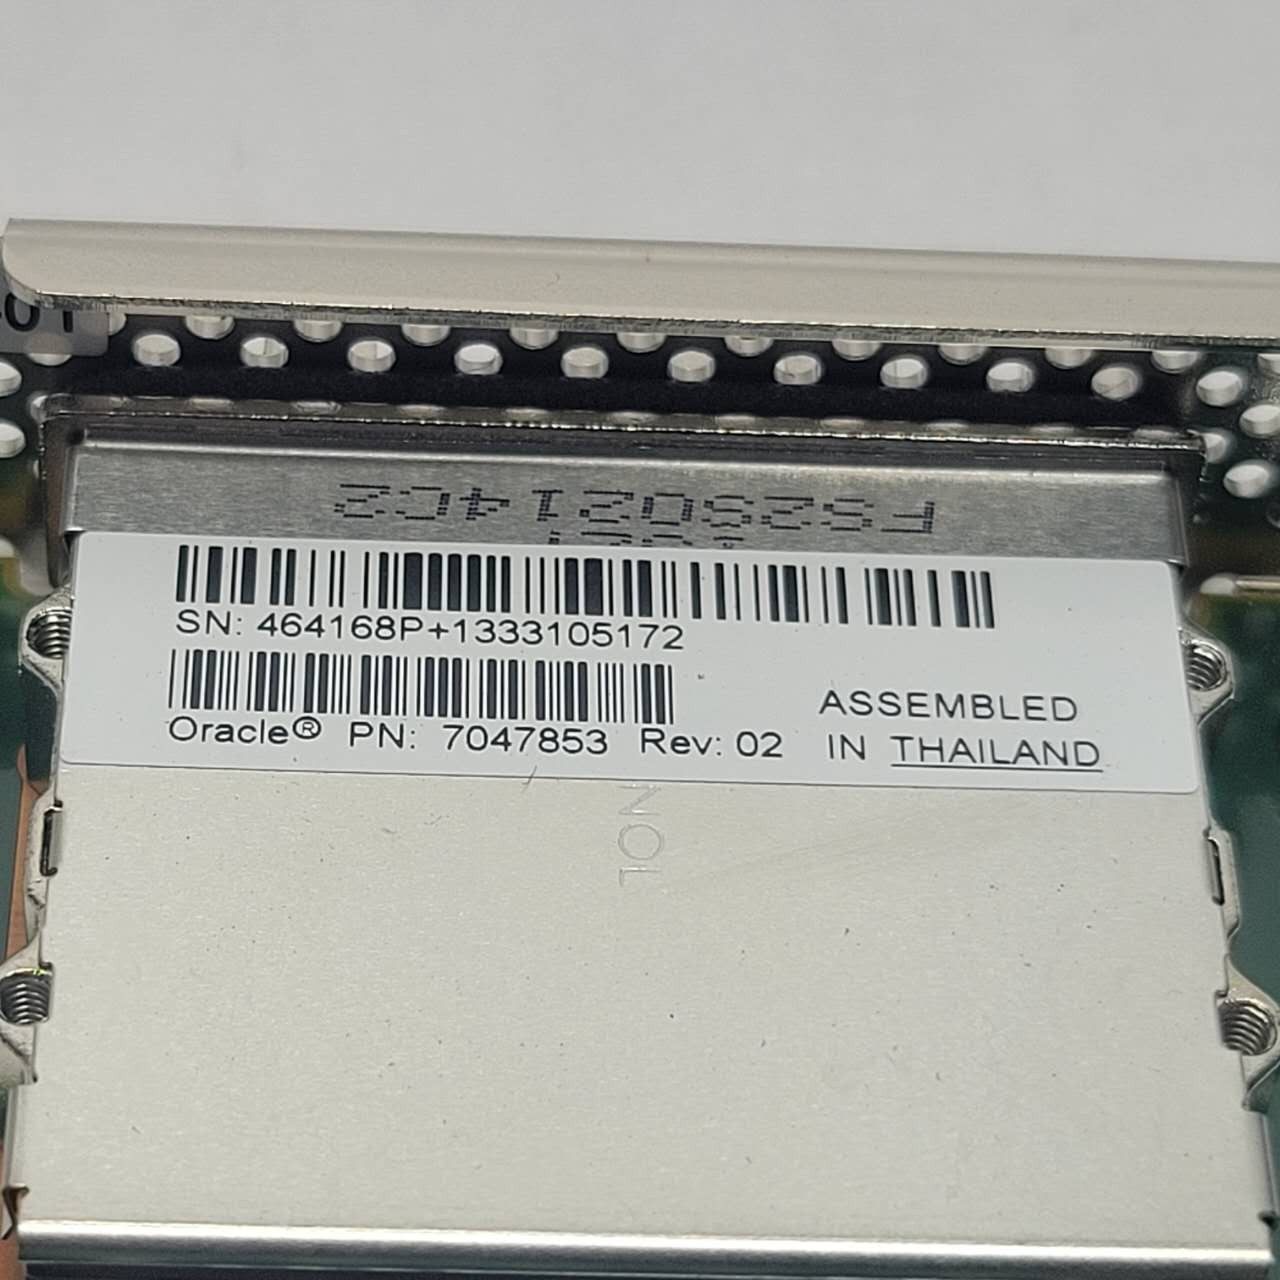 SN: 464168P+1333105172
Oracle® PN: 7047853 Rev: 02
ASSEMBLED
IN THAILAND